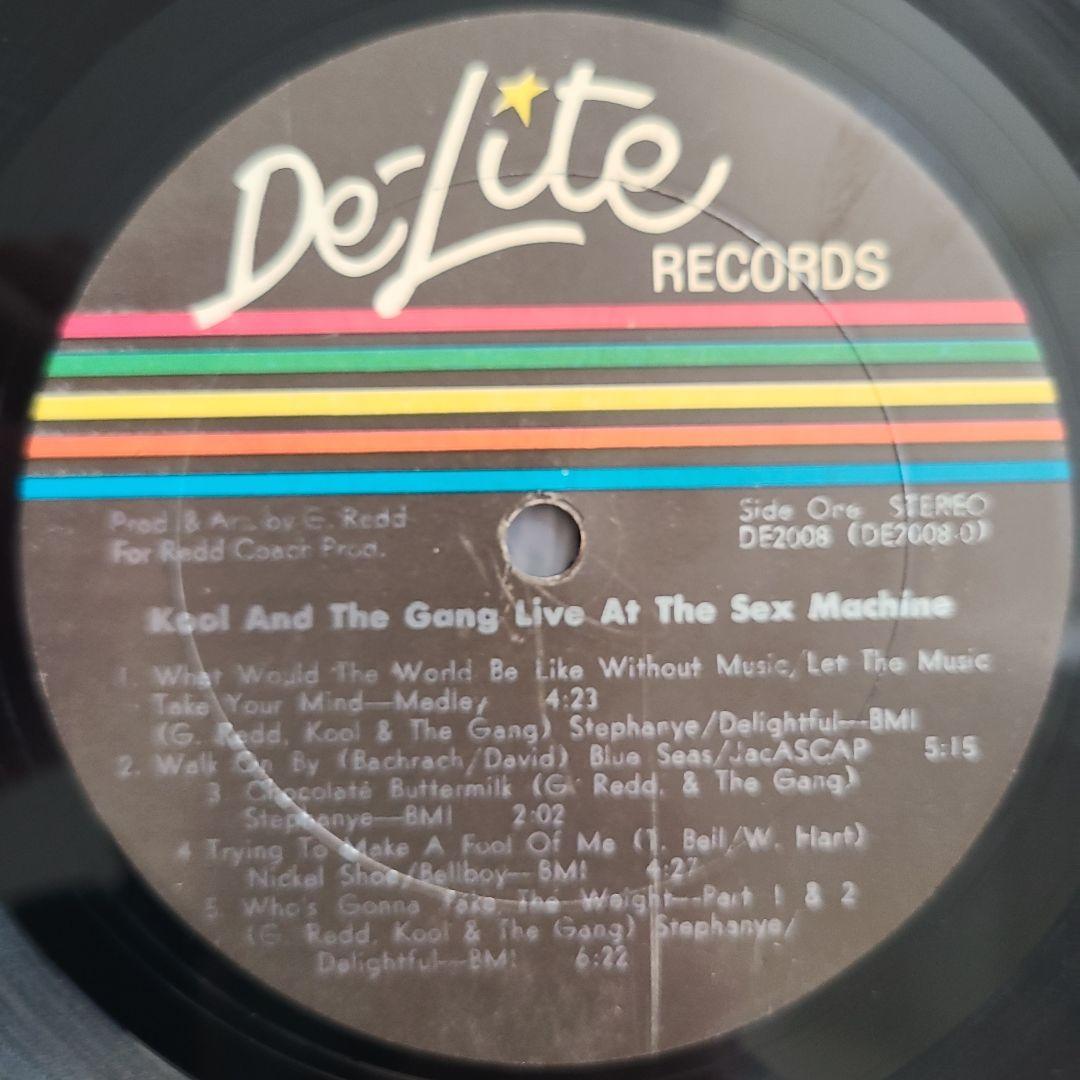 De-Lite
RECORDS
Prod. & Arr. by G. Redd
For Redd Coach Prod.
Side One STEREO
DE2008 (DE2008-0)
Kool And The Gang Live At The Sex Machine
1. What Would The World Be Like Without Music/Let The Music
Take Your Mind—Medley 4:23
(G. Redd, Kool & The Gang) Stephanye/Delightful—BMI
2. Walk On By (Bachrach/David) Blue Seas/JacASCAP 5:15
3 Chocolate Buttermilk (G. Redd, & The Gang)
Stephanye—BMI 2:02
4 Trying To Make A Fool Of Me (T. Bell/W. Hart)
Nickel Shoe/Bellboy—BMI :27
5 Who's Gonna Take The Weight—Part 1 & 2
(G. Redd, Kool & The Gang) Stephanye/
Delightful—BMI 6:22